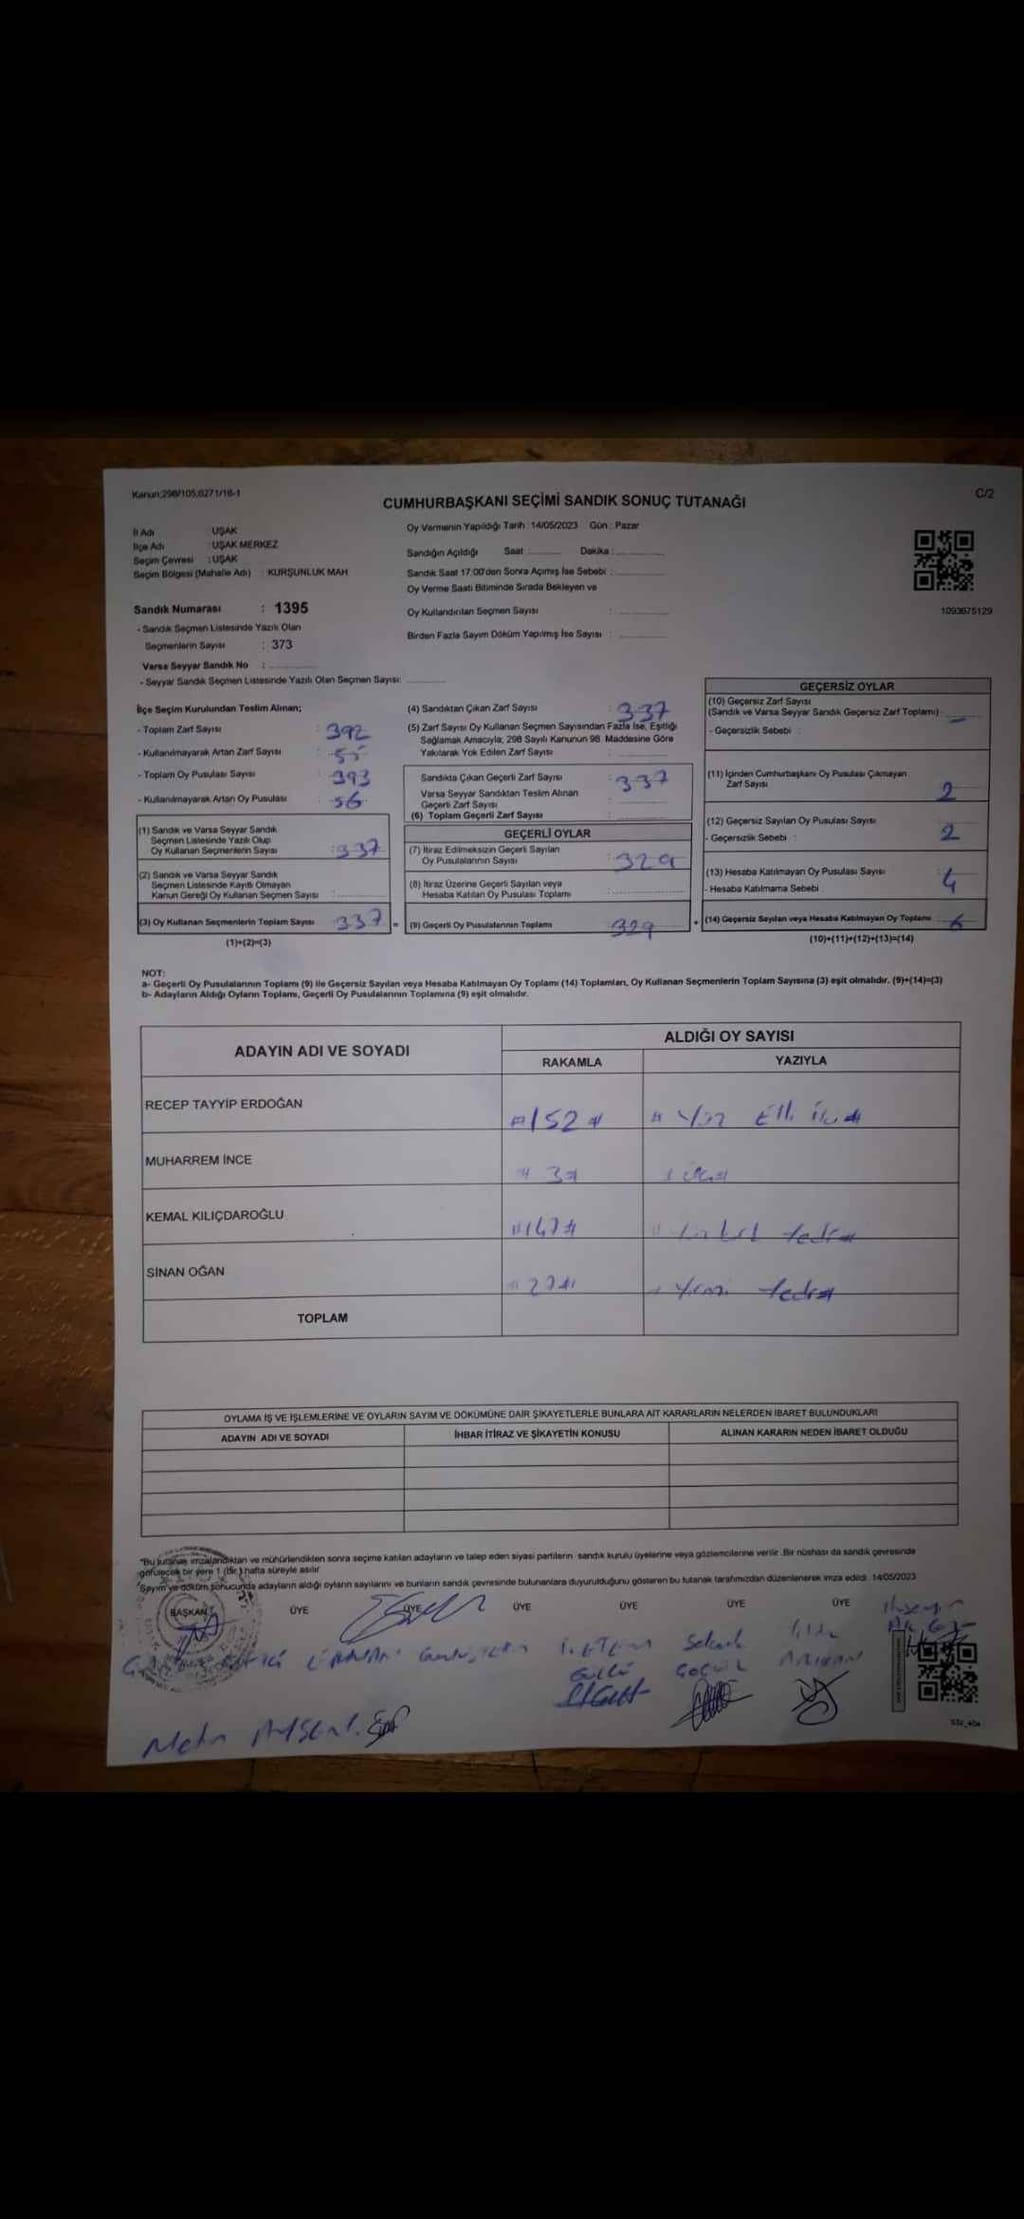 Kanun;298/105;6271/16-1
C/2
CUMHURBAŞKANI SEÇİMİ SANDIK SONUÇ TUTANAĞI
İl Adı : UŞAK
İlçe Adı : UŞAK MERKEZ
Seçim Çevresi : UŞAK
Seçim Bölgesi (Mahalle Adı) : KURŞUNLUK MAH
Sandık Numarası : 1395
- Sandık Seçmen Listesinde Yazılı Olan
Seçmenlerin Sayısı : 373
Varsa Seyyar Sandık No :
- Seyyar Sandık Seçmen Listesinde Yazılı Olan Seçmen Sayısı:
Oy Vermenin Yapıldığı Tarih : 14/05/2023 Gün : Pazar
Sandığın Açıldığı Saat Dakika :
Sandık Saat 17:00'den Sonra Açılmış İse Sebebi :
Oy Verme Saati Bitiminde Sırada Bekleyen ve
Oy Kullandırılan Seçmen Sayısı :
Birden Fazla Sayım Döküm Yapılmış İse Sayısı :
1093675129
İlçe Seçim Kurulundan Teslim Alınan;
- Toplam Zarf Sayısı : 392
- Kullanılmayarak Artan Zarf Sayısı : 55
- Toplam Oy Pusulası Sayısı : 393
- Kullanılmayarak Artan Oy Pusulası : 56
(1) Sandık ve Varsa Seyyar Sandık
Seçmen Listesinde Yazılı Olup
Oy Kullanan Seçmenlerin Sayısı : 337
(2) Sandık ve Varsa Seyyar Sandık
Seçmen Listesinde Kayıtlı Olmayan
Kanun Gereği Oy Kullanan Seçmen Sayısı :
(3) Oy Kullanan Seçmenlerin Toplam Sayısı : 337 =
(1)+(2)=(3)
(4) Sandıktan Çıkan Zarf Sayısı : 337
(5) Zarf Sayısı Oy Kullanan Seçmen Sayısından Fazla İse, Eşitliği
Sağlamak Amacıyla; 298 Sayılı Kanunun 98. Maddesine Göre
Yakılarak Yok Edilen Zarf Sayısı :
Sandıkta Çıkan Geçerli Zarf Sayısı : 337
Varsa Seyyar Sandıktan Teslim Alınan
Geçerli Zarf Sayısı :
(6) Toplam Geçerli Zarf Sayısı :
GEÇERLİ OYLAR
(7) İtiraz Edilmeksizin Geçerli Sayılan
Oy Pusulalarının Sayısı : 329
(8) İtiraz Üzerine Geçerli Sayılan veya
Hesaba Katılan Oy Pusulası Toplamı :
(9) Geçerli Oy Pusulalarının Toplamı : 329 +
GEÇERSİZ OYLAR
(10) Geçersiz Zarf Sayısı
(Sandık ve Varsa Seyyar Sandık Geçersiz Zarf Toplamı) : -
- Geçersizlik Sebebi :
(11) İçinden Cumhurbaşkanı Oy Pusulası Çıkmayan
Zarf Sayısı : 2
(12) Geçersiz Sayılan Oy Pusulası Sayısı : 2
- Geçersizlik Sebebi :
(13) Hesaba Katılmayan Oy Pusulası Sayısı : 4
- Hesaba Katılmama Sebebi
(14) Geçersiz Sayılan veya Hesaba Katılmayan Oy Toplamı : 6
(10)+(11)+(12)+(13)=(14)
NOT:
a- Geçerli Oy Pusulalarının Toplamı (9) ile Geçersiz Sayılan veya Hesaba Katılmayan Oy Toplamı (14) Toplamları, Oy Kullanan Seçmenlerin Toplam Sayısına (3) eşit olmalıdır. (9)+(14)=(3)
b- Adayların Aldığı Oyların Toplamı, Geçerli Oy Pusulalarının Toplamına (9) eşit olmalıdır.
ADAYIN ADI VE SOYADI
ALDIĞI OY SAYISI
RAKAMLA YAZIYLA
RECEP TAYYİP ERDOĞAN #152# # Yüz Elli İki #
MUHARREM İNCE # 3#
KEMAL KILIÇDAROĞLU #147#
SİNAN OĞAN # 27# Yirmi Yedi#
TOPLAM
OYLAMA İŞ VE İŞLEMLERİNE VE OYLARIN SAYIM VE DÖKÜMÜNE DAİR ŞİKAYETLERLE BUNLARA AİT KARARLARIN NELERDEN İBARET BULUNDUKLARI
ADAYIN ADI VE SOYADI İHBAR İTİRAZ VE ŞİKAYETİN KONUSU ALINAN KARARIN NEDEN İBARET OLDUĞU
*Bu tutanak imzalandıktan ve mühürlendikten sonra seçime katılan adayların ve talep eden siyasi partilerin sandık kurulu üyelerine veya gözlemcilerine verilir. Bir nüshası da sandık çevresinde
görülecek bir yere 1 (Bir) hafta süreyle asılır
*Sayım ve döküm sonucunda adayların aldığı oyların sayılarını ve bunların sandık çevresinde bulunanlara duyurulduğunu gösteren bu tutanak tarafımızdan düzenlenerek imza edildi. 14/05/2023
BAŞKAN ÜYE ÜYE ÜYE ÜYE ÜYE ÜYE
Metin